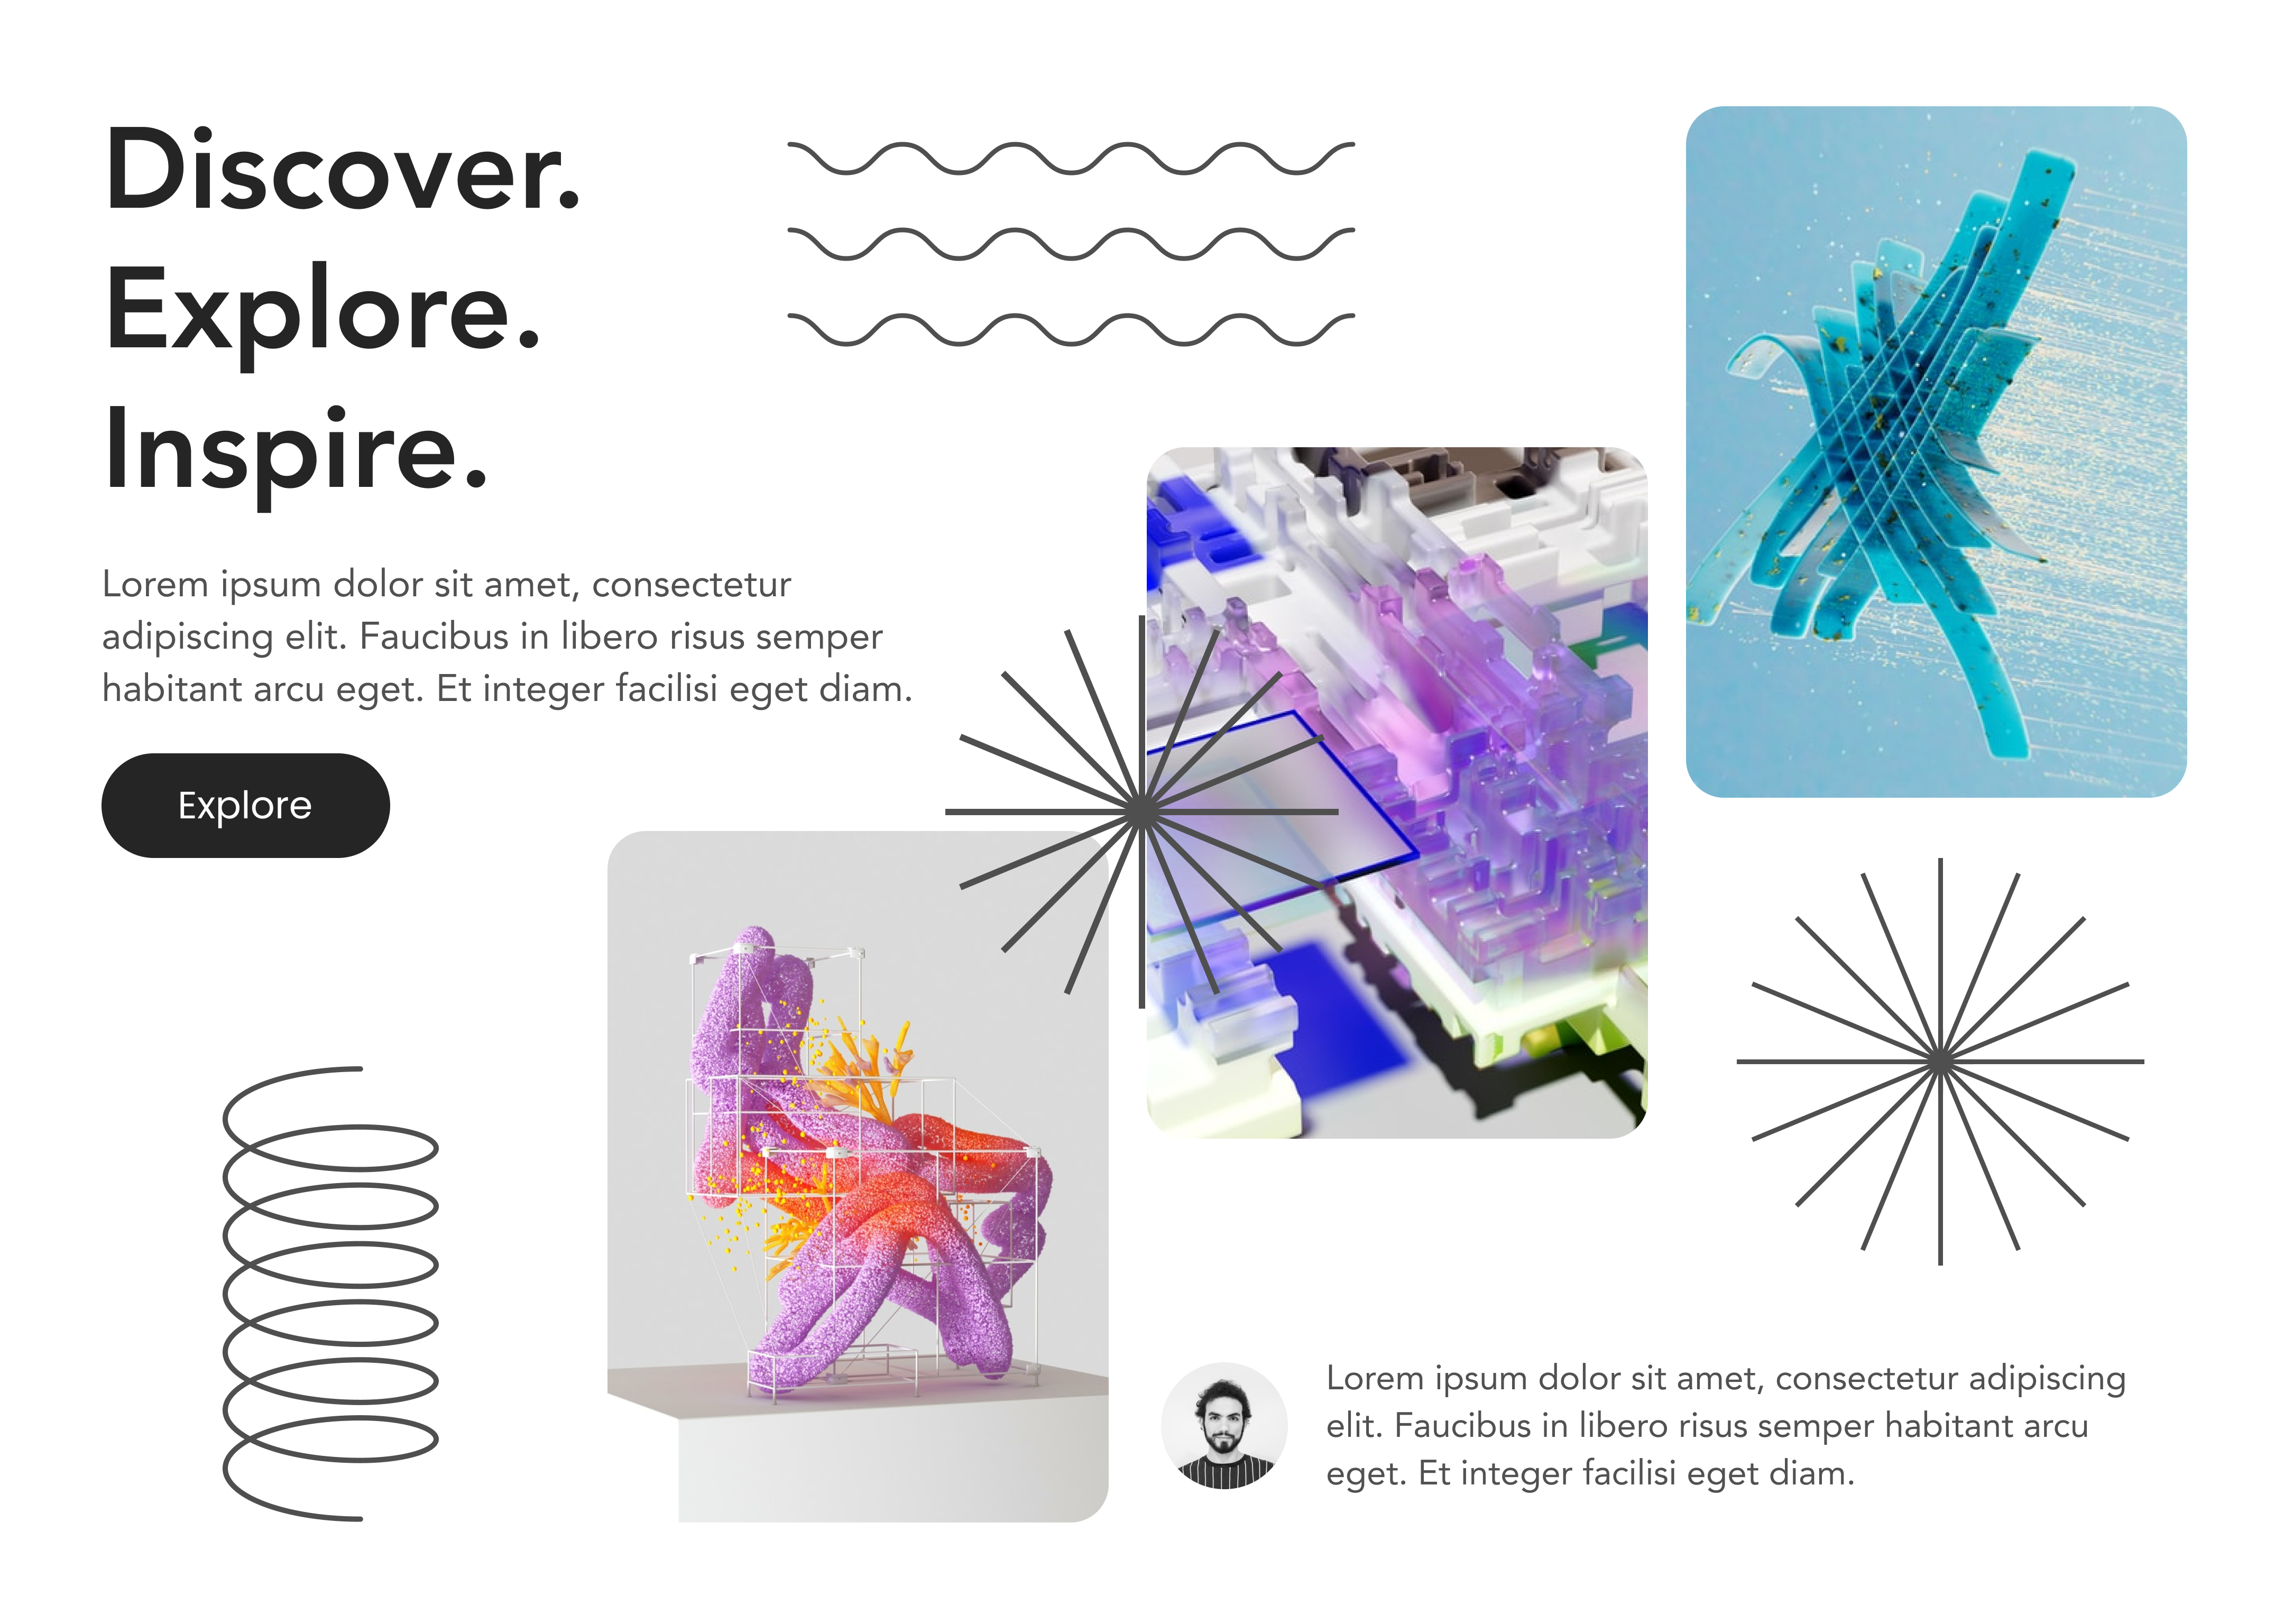 Discover.
Explore.
Inspire.
Lorem ipsum dolor sit amet, consectetur
adipiscing elit. Faucibus in libero risus semper
habitant arcu eget. Et integer facilisi eget diam.
Explore
Lorem ipsum dolor sit amet, consectetur adipiscing
elit. Faucibus in libero risus semper habitant arcu
eget. Et integer facilisi eget diam.